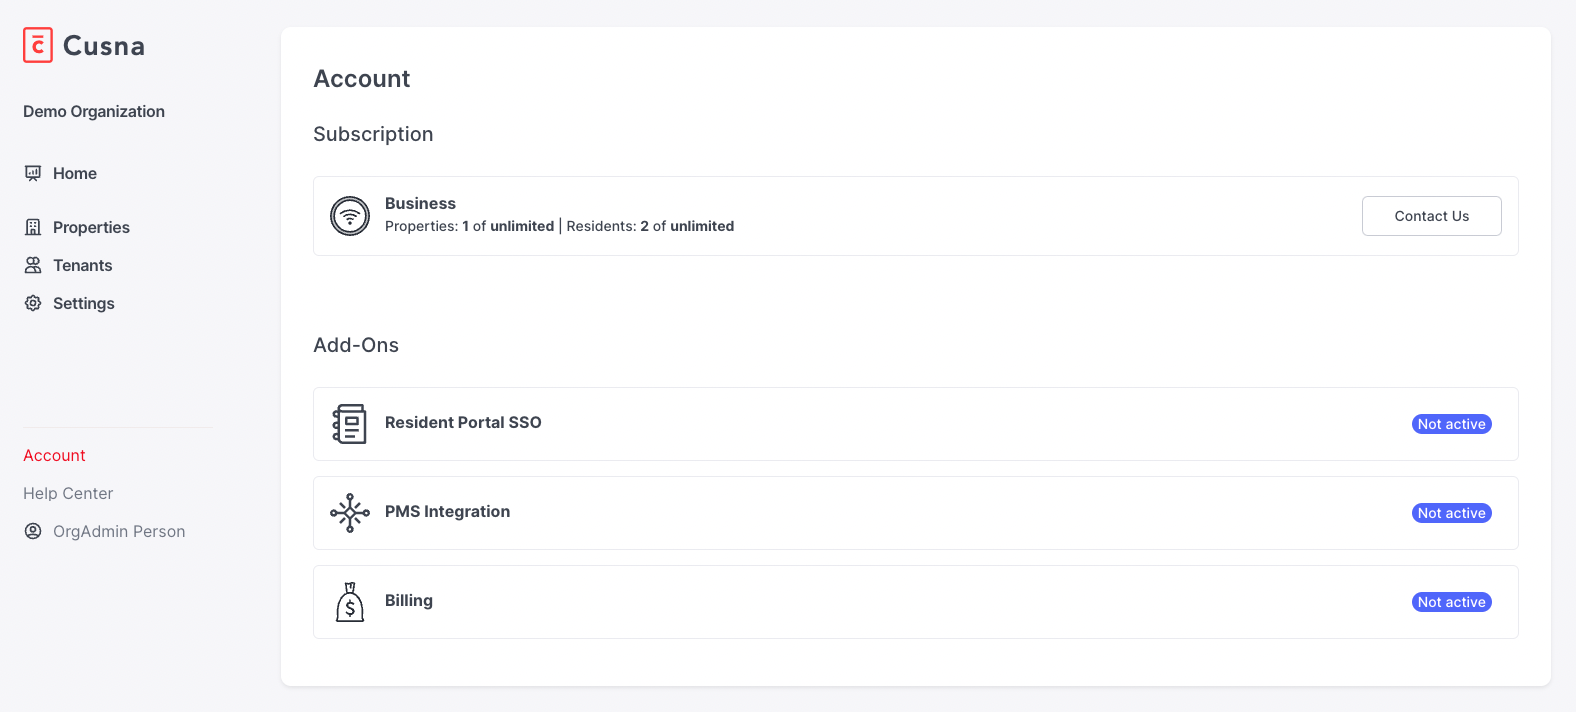 Cusna
Demo Organization
Home
Properties
Tenants
Settings
Account
Help Center
OrgAdmin Person
Account
Subscription
Business
Properties: 1 of unlimited | Residents: 2 of unlimited
Contact Us
Add-Ons
Resident Portal SSO
Not active
PMS Integration
Not active
Billing
Not active